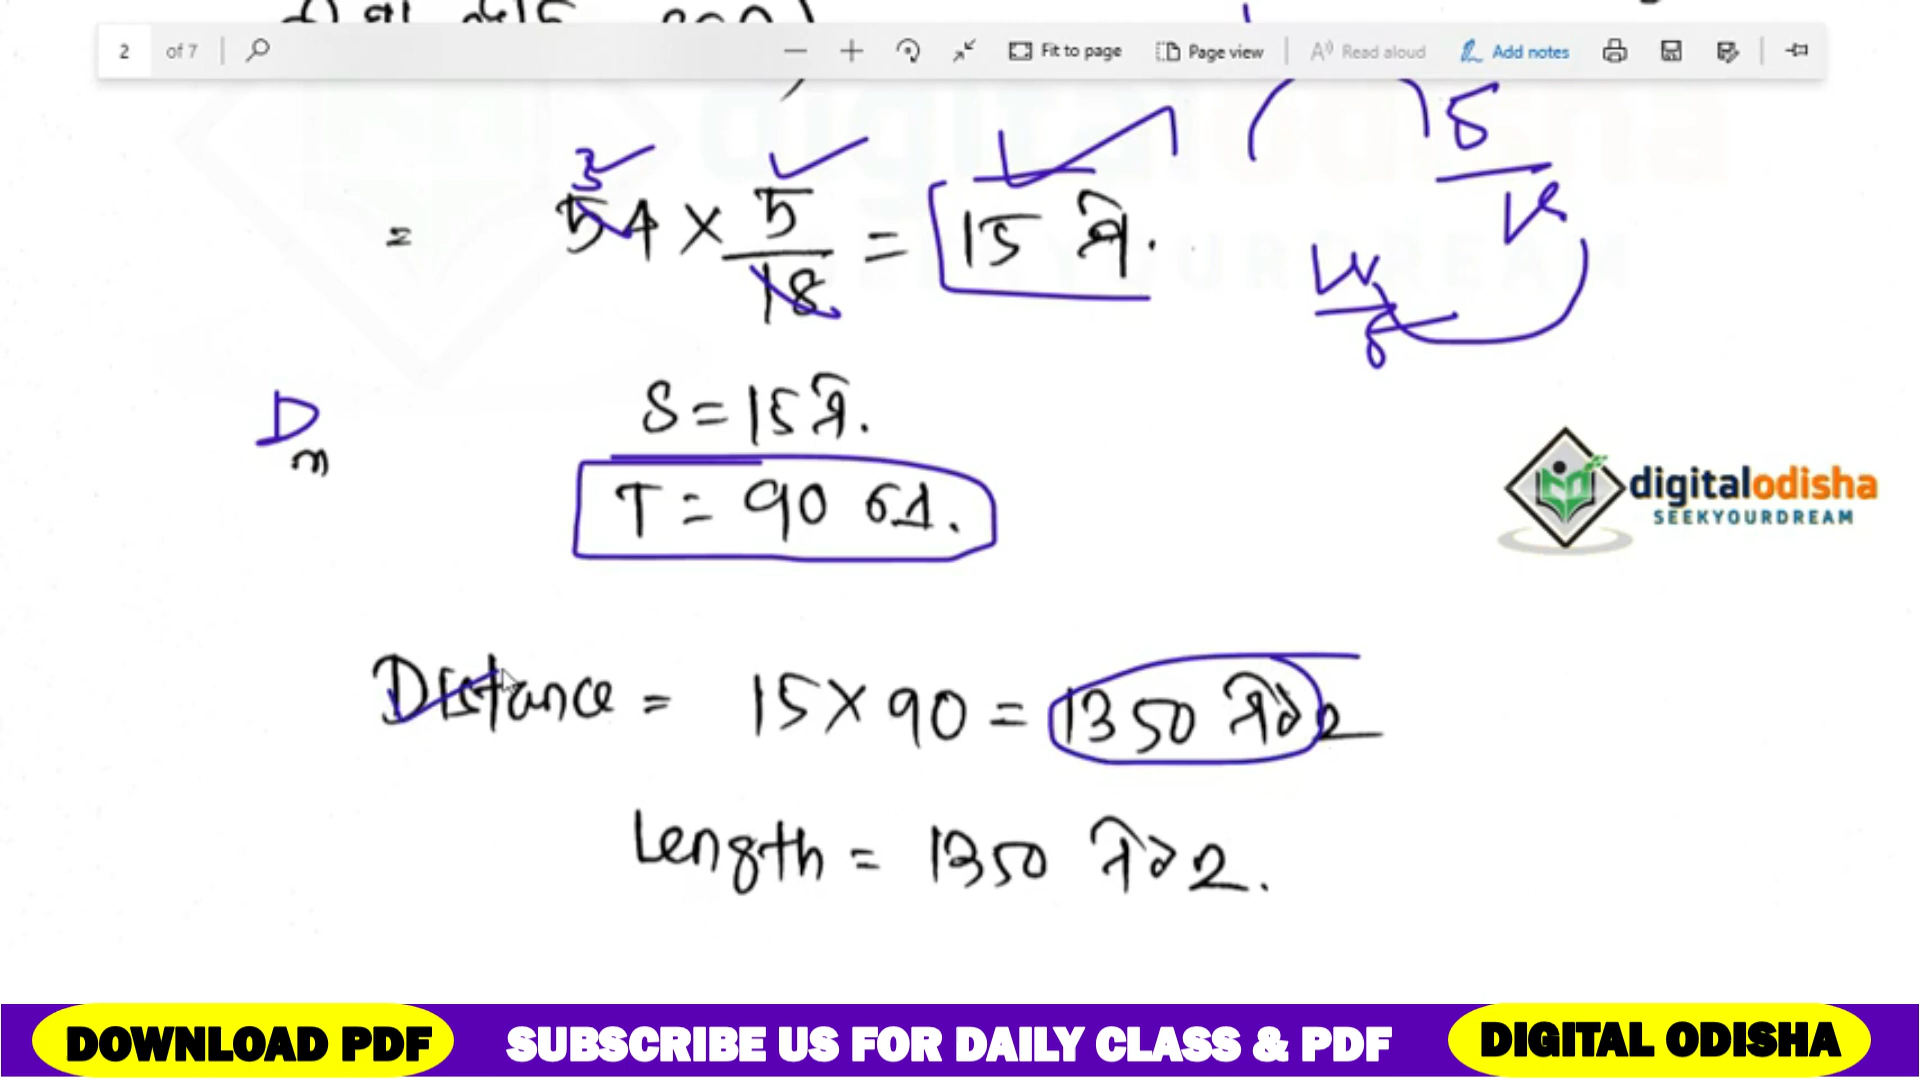 2 of 7 Fit to page Page view Read aloud Add notes
3
= 54 × 5/18 = 15 ମି.
S = 15 ମି.
D
m
T = 90 ସେ.
digitalodisha
SEEKYOURDREAM
Distance = 15 × 90 = 1350 ମିଟର
Length = 1350 ମିଟର.
DOWNLOAD PDF SUBSCRIBE US FOR DAILY CLASS & PDF DIGITAL ODISHA